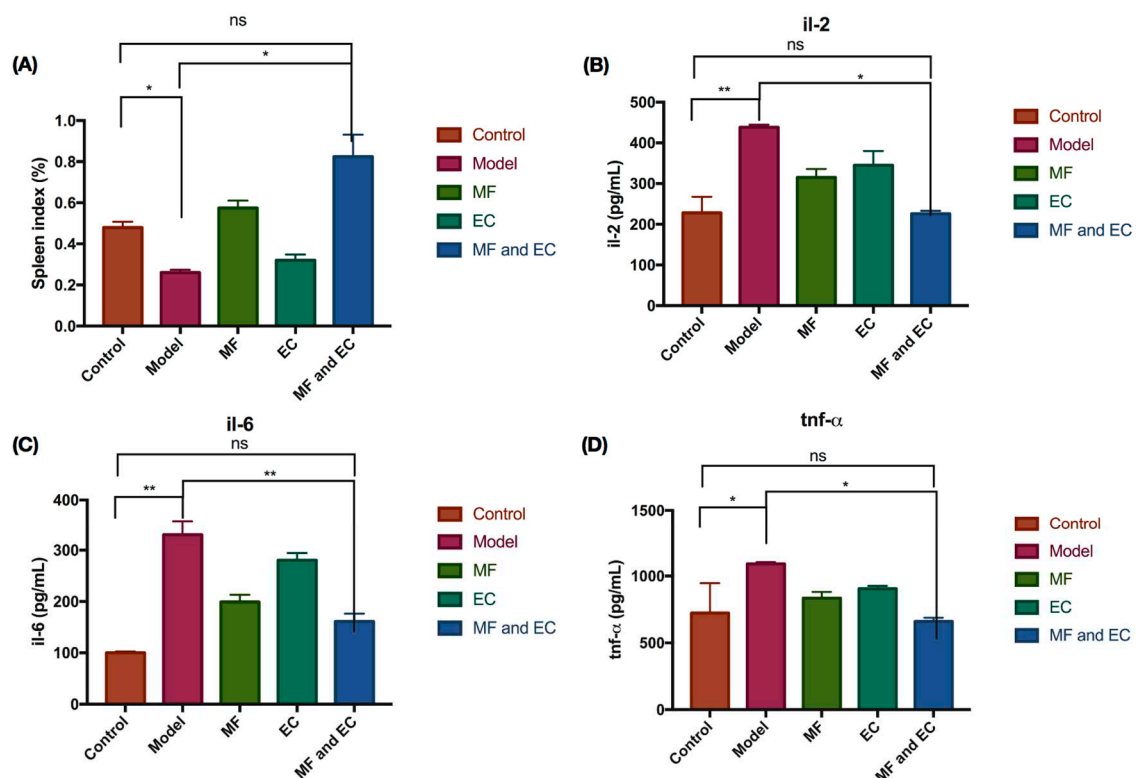 (A)
ns
*
*
Spleen index (%)
1.0
0.8
0.6
0.4
0.2
0.0
Control
Model
MF
EC
MF and EC
Control
Model
MF
EC
MF and EC
(B)
il-2
ns
**
*
il-2 (pg/mL)
500
400
300
200
100
0
Control
Model
MF
EC
MF and EC
Control
Model
MF
EC
MF and EC
(C)
il-6
ns
**
**
il-6 (pg/mL)
400
300
200
100
0
Control
Model
MF
EC
MF and EC
Control
Model
MF
EC
MF and EC
(D)
tnf-α
ns
*
*
tnf-α (pg/mL)
1500
1000
500
0
Control
Model
MF
EC
MF and EC
Control
Model
MF
EC
MF and EC